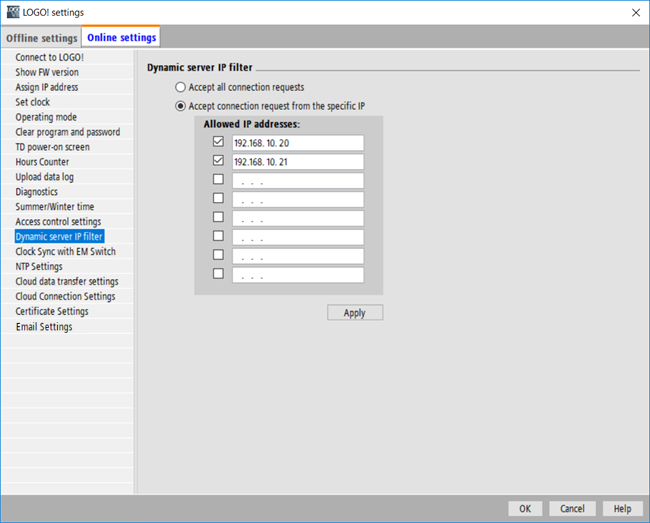 LOGO! settings
Offline settings
Online settings
Connect to LOGO!
Show FW version
Assign IP address
Set clock
Operating mode
Clear program and password
TD power-on screen
Hours Counter
Upload data log
Diagnostics
Summer/Winter time
Access control settings
Dynamic server IP filter
Clock Sync with EM Switch
NTP Settings
Cloud data transfer settings
Cloud Connection Settings
Certificate Settings
Email Settings
Dynamic server IP filter
Accept all connection requests
Accept connection request from the specific IP
Allowed IP addresses:
192.168. 10. 20
192.168. 10. 21
. . .
. . .
. . .
. . .
. . .
. . .
Apply
OK
Cancel
Help